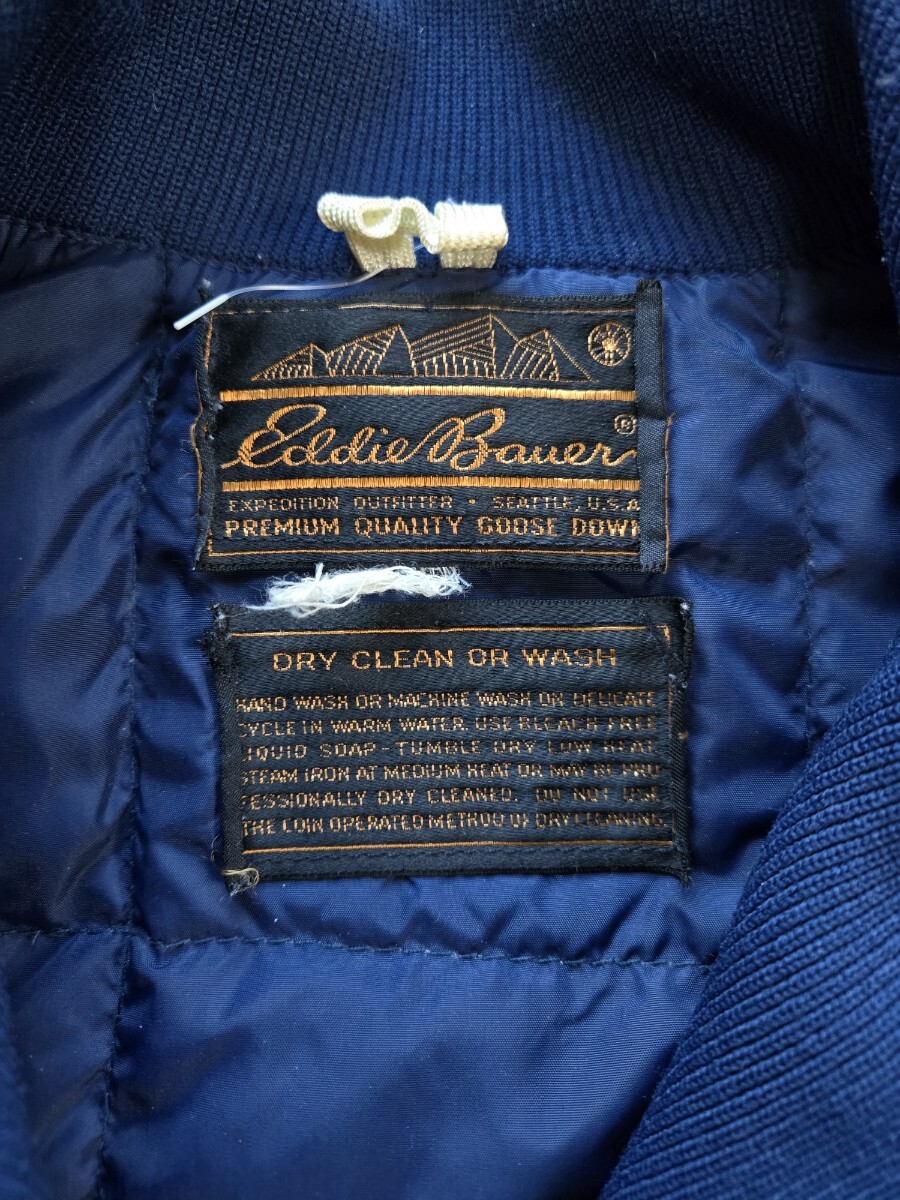 Eddie Bauer®
EXPEDITION OUTFITTER • SEATTLE, U.S.A
PREMIUM QUALITY GOOSE DOWN
DRY CLEAN OR WASH
HAND WASH OR MACHINE WASH ON DELICATE
CYCLE IN WARM WATER. USE BLEACH FREE
LIQUID SOAP - TUMBLE DRY LOW HEAT.
STEAM IRON AT MEDIUM HEAT OR MAY BE PRO
FESSIONALLY DRY CLEANED. DO NOT USE
THE COIN OPERATED METHOD OF DRY CLEANING.